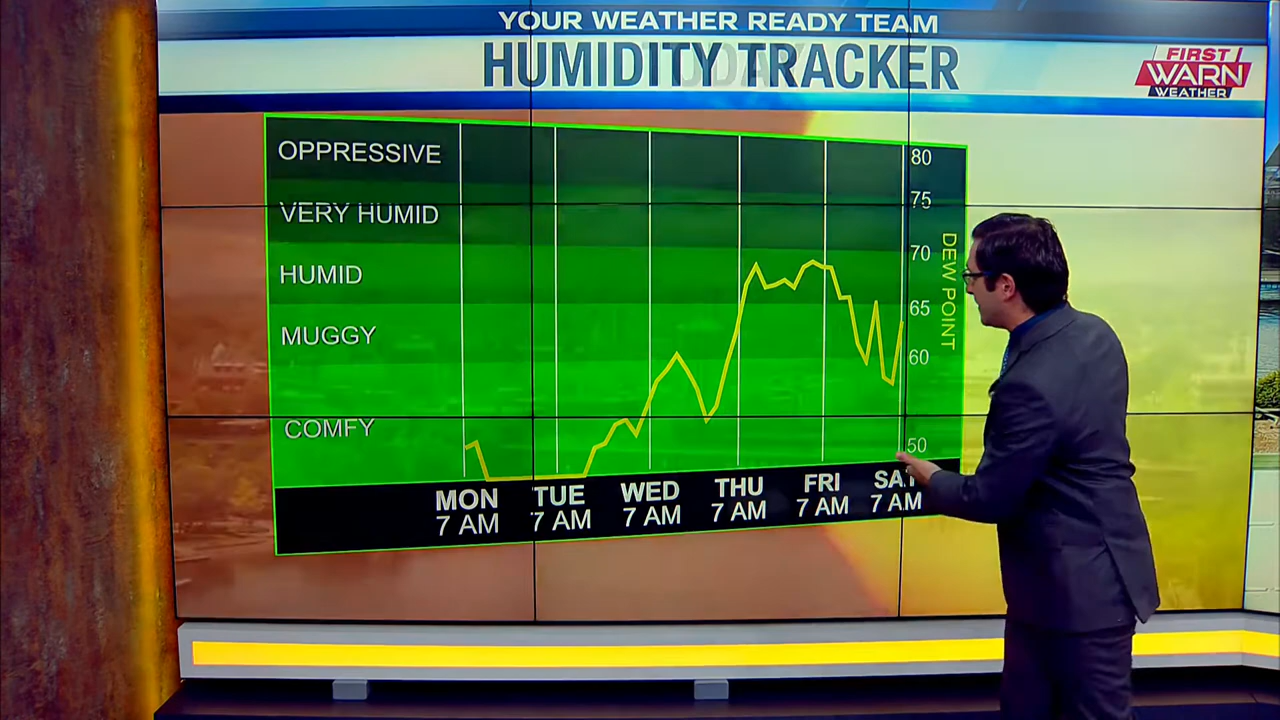 YOUR WEATHER READY TEAM
HUMIDITY TRACKER
FIRST
WARN
WEATHER
OPPRESSIVE
VERY HUMID
HUMID
MUGGY
COMFY
80
75
70
65
60
50
DEW POINT
MON TUE WED THU FRI SAT
7 AM 7 AM 7 AM 7 AM 7 AM 7 AM